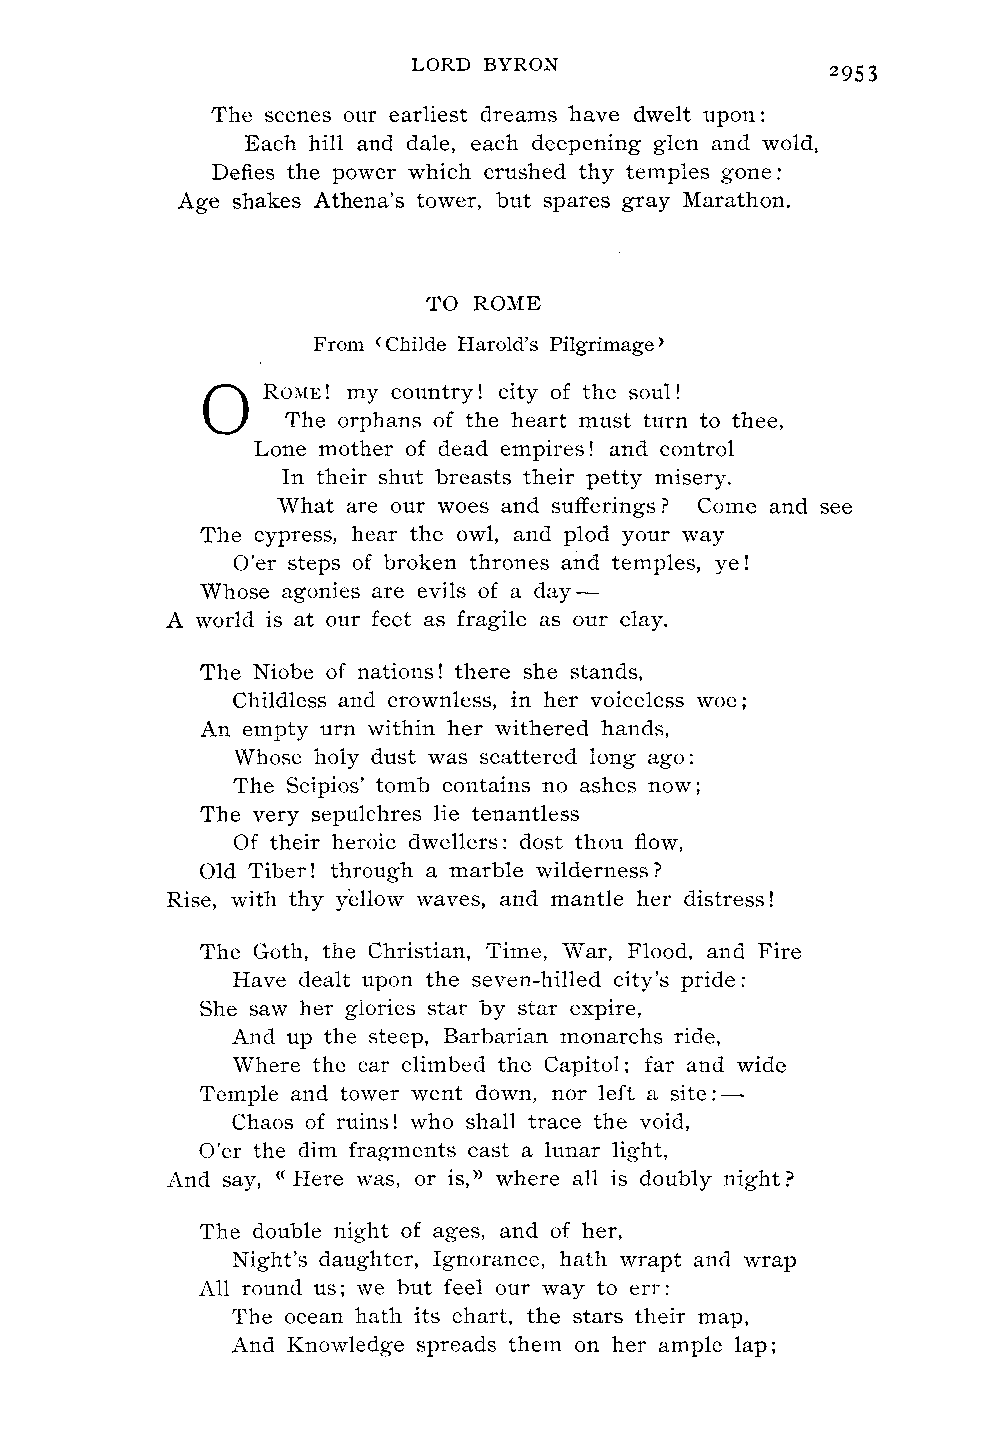 LORD BYRON 2953
The scenes our earliest dreams have dwelt upon:
Each hill and dale, each deepening glen and wold,
Defies the power which crushed thy temples gone:
Age shakes Athena's tower, but spares gray Marathon.
TO ROME
From ‹Childe Harold's Pilgrimage›
O ROME! my country! city of the soul!
The orphans of the heart must turn to thee,
Lone mother of dead empires! and control
In their shut breasts their petty misery.
What are our woes and sufferings? Come and see
The cypress, hear the owl, and plod your way
O'er steps of broken thrones and temples, ye!
Whose agonies are evils of a day—
A world is at our feet as fragile as our clay.
The Niobe of nations! there she stands,
Childless and crownless, in her voiceless woe;
An empty urn within her withered hands,
Whose holy dust was scattered long ago:
The Scipios' tomb contains no ashes now;
The very sepulchres lie tenantless
Of their heroic dwellers: dost thou flow,
Old Tiber! through a marble wilderness?
Rise, with thy yellow waves, and mantle her distress!
The Goth, the Christian, Time, War, Flood, and Fire
Have dealt upon the seven-hilled city's pride:
She saw her glories star by star expire,
And up the steep, Barbarian monarchs ride,
Where the car climbed the Capitol; far and wide
Temple and tower went down, nor left a site:—
Chaos of ruins! who shall trace the void,
O'er the dim fragments cast a lunar light,
And say, «Here was, or is,» where all is doubly night?
The double night of ages, and of her,
Night's daughter, Ignorance, hath wrapt and wrap
All round us; we but feel our way to err:
The ocean hath its chart, the stars their map,
And Knowledge spreads them on her ample lap;